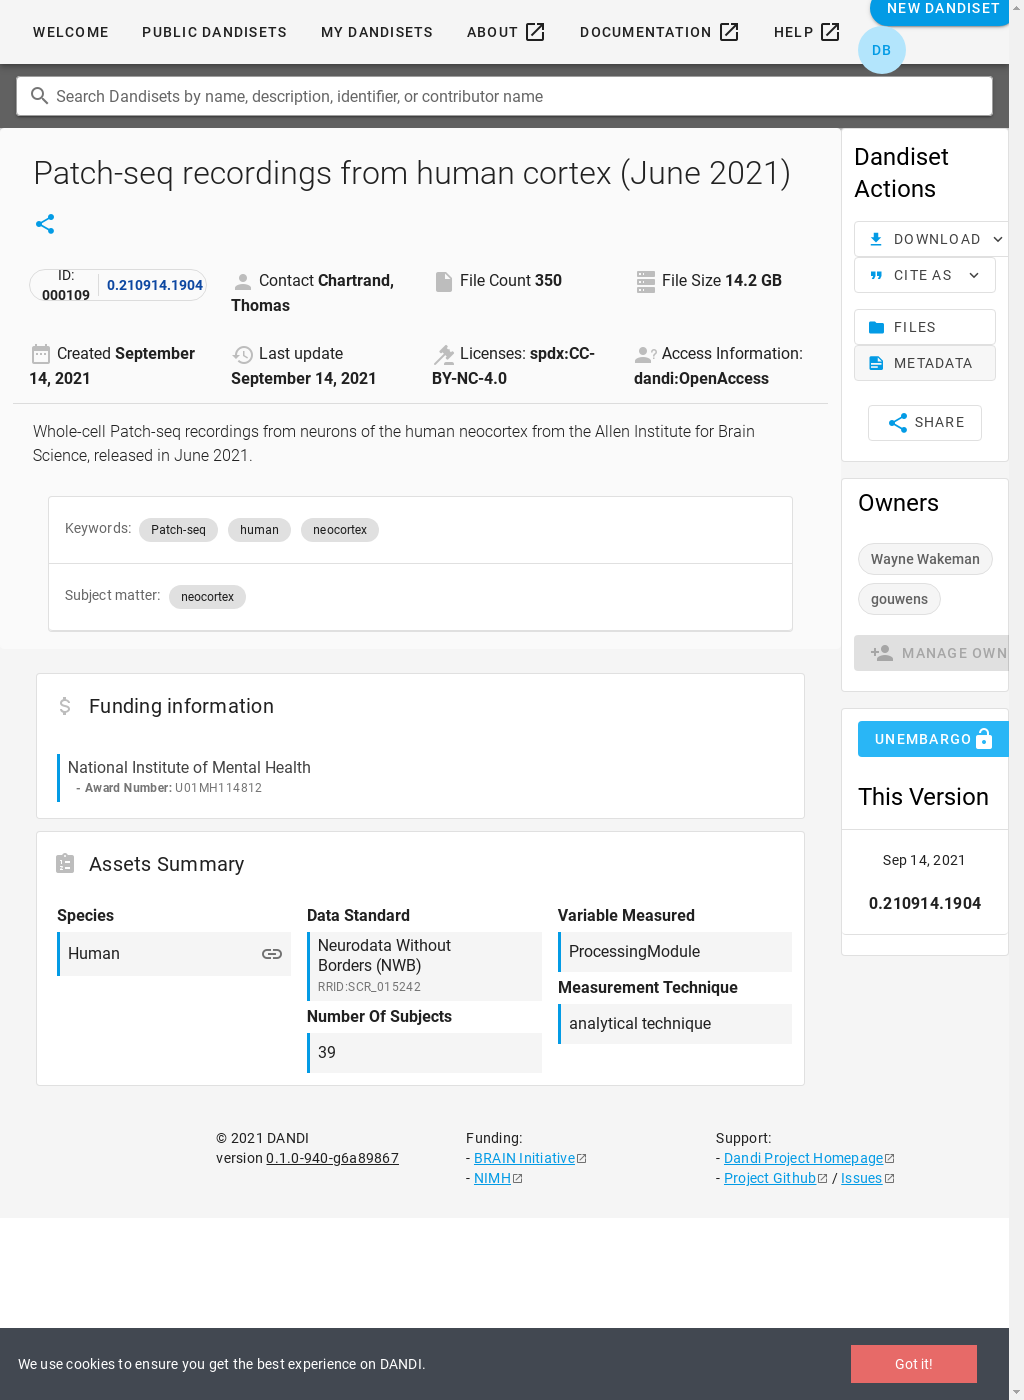 WELCOME
PUBLIC DANDISETS
MY DANDISETS
ABOUT
DOCUMENTATION
HELP
NEW DANDISET
DB
Search Dandisets by name, description, identifier, or contributor name
Patch-seq recordings from human cortex (June 2021)
ID:
000109
0.210914.1904
Contact Chartrand,
Thomas
File Count 350
File Size 14.2 GB
Created September
14, 2021
Last update
September 14, 2021
Licenses: spdx:CC-
BY-NC-4.0
Access Information:
dandi:OpenAccess
Whole-cell Patch-seq recordings from neurons of the human neocortex from the Allen Institute for Brain
Science, released in June 2021.
Keywords: Patch-seq human neocortex
Subject matter: neocortex
Funding information
National Institute of Mental Health
- Award Number: U01MH114812
Assets Summary
Species
Human
Data Standard
Neurodata Without
Borders (NWB)
RRID:SCR_015242
Number Of Subjects
39
Variable Measured
ProcessingModule
Measurement Technique
analytical technique
Dandiset
Actions
DOWNLOAD
CITE AS
FILES
METADATA
SHARE
Owners
Wayne Wakeman
gouwens
MANAGE OWN
UNEMBARGO
This Version
Sep 14, 2021
0.210914.1904
© 2021 DANDI
version 0.1.0-940-g6a89867
Funding:
- BRAIN Initiative
- NIMH
Support:
- Dandi Project Homepage
- Project Github / Issues
We use cookies to ensure you get the best experience on DANDI.
Got it!